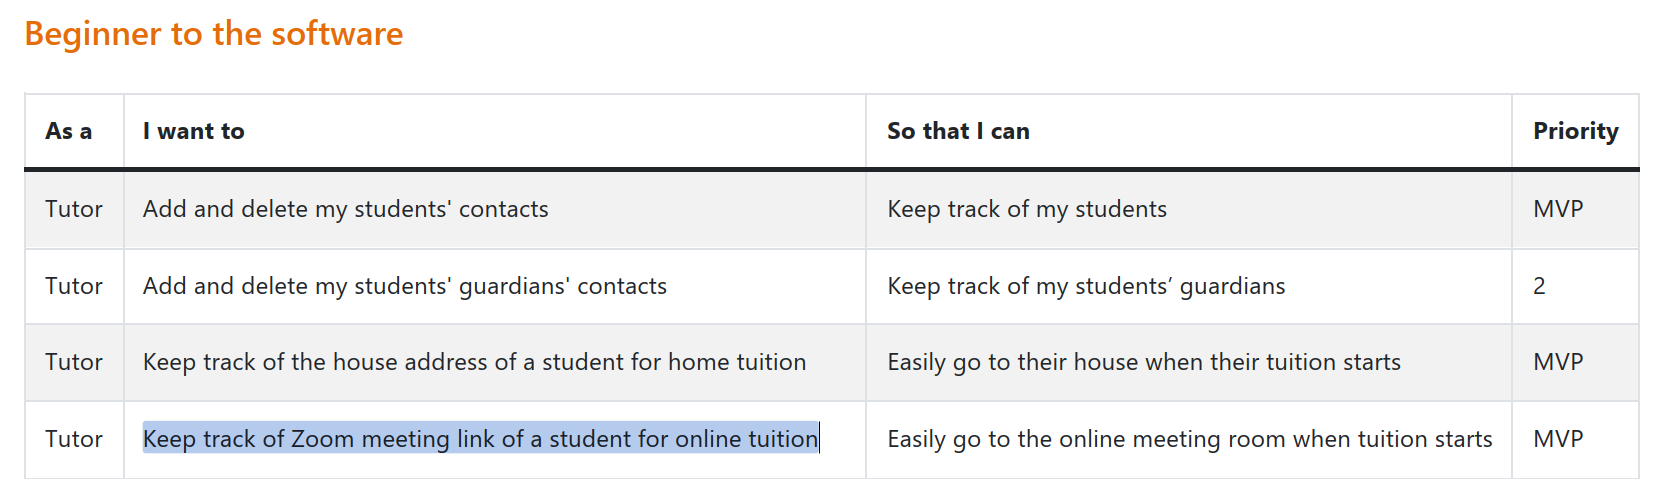 Beginner to the software
As a I want to So that I can Priority
Tutor Add and delete my students' contacts Keep track of my students MVP
Tutor Add and delete my students' guardians' contacts Keep track of my students’ guardians 2
Tutor Keep track of the house address of a student for home tuition Easily go to their house when their tuition starts MVP
Tutor Keep track of Zoom meeting link of a student for online tuition Easily go to the online meeting room when tuition starts MVP